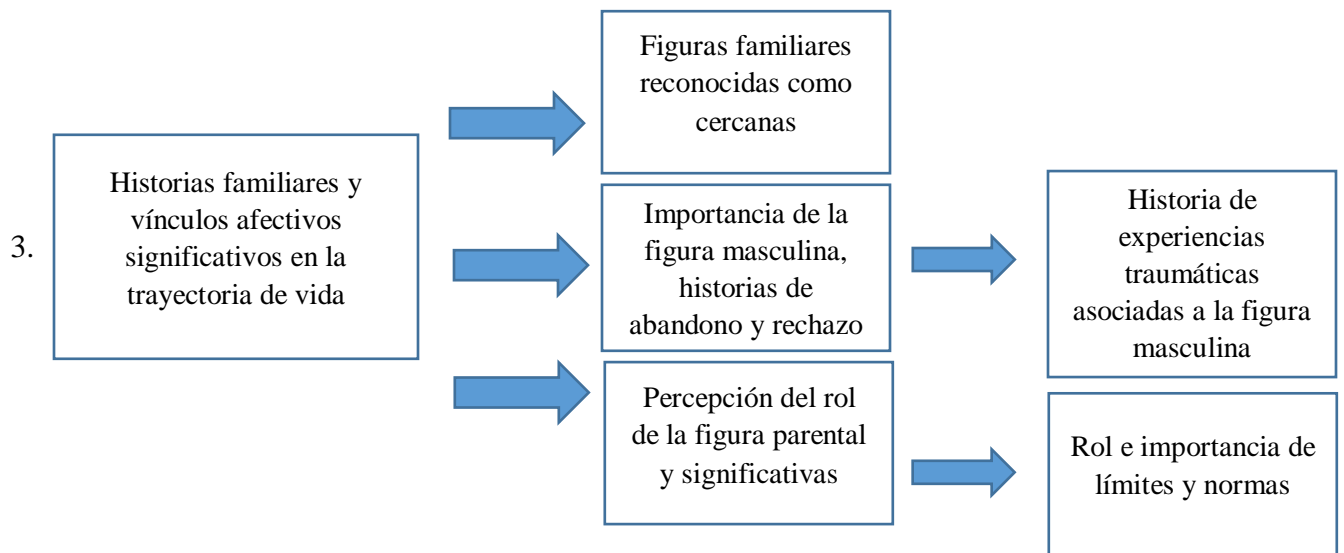 3.
Historias familiares y
vínculos afectivos
significativos en la
trayectoria de vida
Figuras familiares
reconocidas como
cercanas
Importancia de la
figura masculina,
historias de
abandono y rechazo
Percepción del rol
de la figura parental
y significativas
Historia de
experiencias
traumáticas
asociadas a la figura
masculina
Rol e importancia de
límites y normas